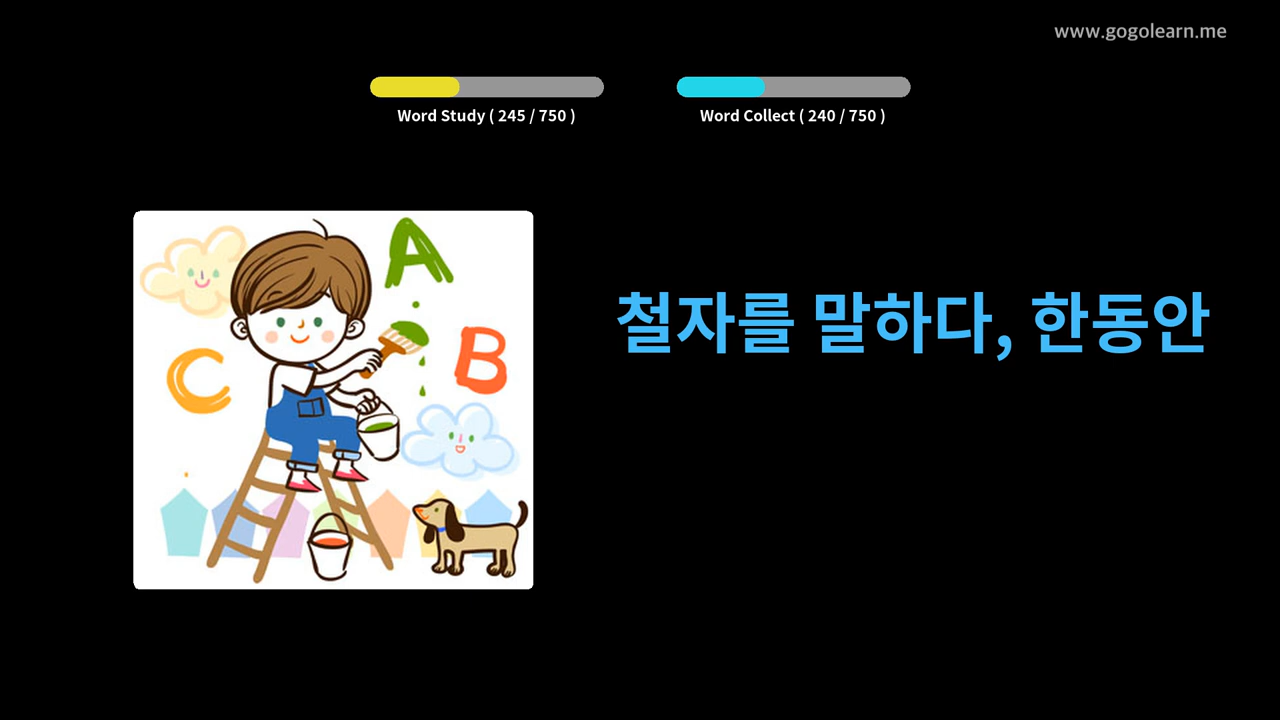 www.gogolearn.me
Word Study ( 245 / 750 )
Word Collect ( 240 / 750 )
A
B
C
철자를 말하다, 한동안